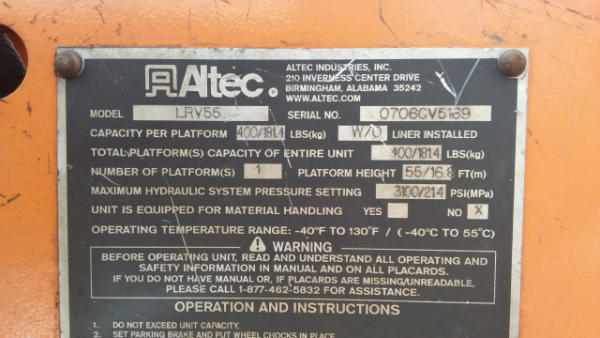 Altec
ALTEC INDUSTRIES, INC.
210 INVERNESS CENTER DRIVE
BIRMINGHAM, ALABAMA 35242
WWW.ALTEC.COM
MODEL LRV55 SERIAL NO. 0706CV5169
CAPACITY PER PLATFORM 400/181.4 LBS(kg) W/O LINER INSTALLED
TOTAL PLATFORM(S) CAPACITY OF ENTIRE UNIT 400/181.4 LBS(kg)
NUMBER OF PLATFORM(S) 1 PLATFORM HEIGHT 55/16.8 FT(m)
MAXIMUM HYDRAULIC SYSTEM PRESSURE SETTING 3100/21.4 PSI(MPa)
UNIT IS EQUIPPED FOR MATERIAL HANDLING YES NO X
OPERATING TEMPERATURE RANGE: -40°F TO 130°F / (-40°C TO 55°C)
WARNING
BEFORE OPERATING UNIT, READ AND UNDERSTAND ALL OPERATING AND
SAFETY INFORMATION IN MANUAL AND ON ALL PLACARDS.
IF YOU DO NOT HAVE MANUAL OR, IF PLACARDS ARE MISSING/UNREADABLE,
PLEASE CALL 1-877-462-5832 FOR ASSISTANCE.
OPERATION AND INSTRUCTIONS
1. DO NOT EXCEED UNIT CAPACITY.
2. SET PARKING BRAKE AND PUT WHEEL CHOCKS IN PLACE